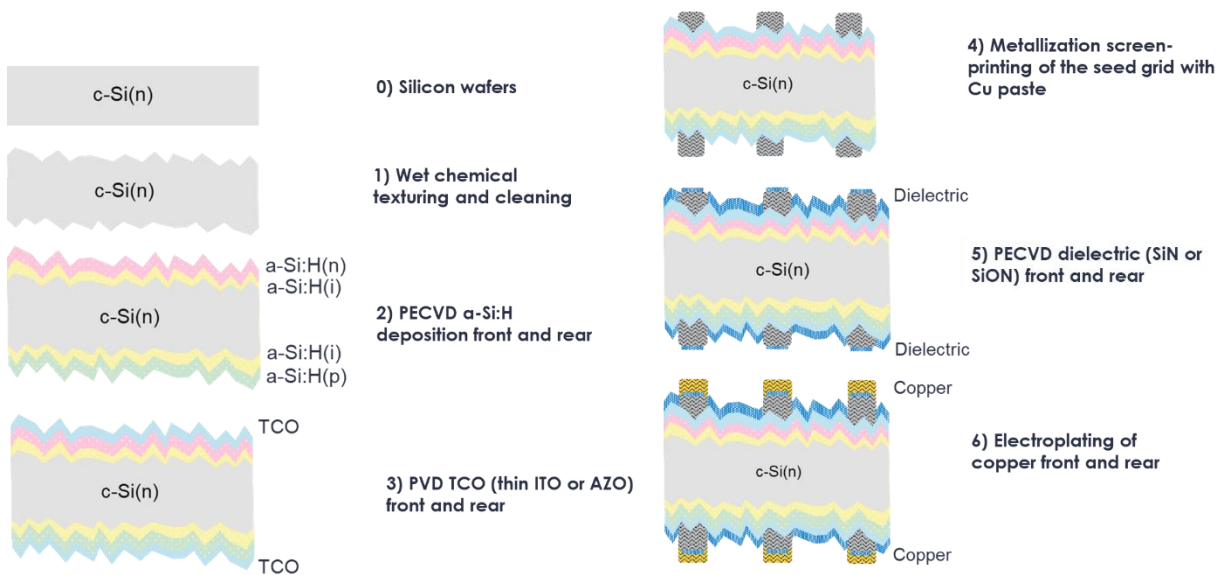 c-Si(n)
0) Silicon wafers
c-Si(n)
1) Wet chemical
texturing and cleaning
a-Si:H(n)
a-Si:H(i)
c-Si(n)
a-Si:H(i)
a-Si:H(p)
2) PECVD a-Si:H
deposition front and rear
TCO
c-Si(n)
TCO
3) PVD TCO (thin ITO or AZO)
front and rear
c-Si(n)
4) Metallization screen-
printing of the seed grid with
Cu paste
Dielectric
c-Si(n)
Dielectric
5) PECVD dielectric (SiN or
SiON) front and rear
Copper
c-Si(n)
Copper
6) Electroplating of
copper front and rear